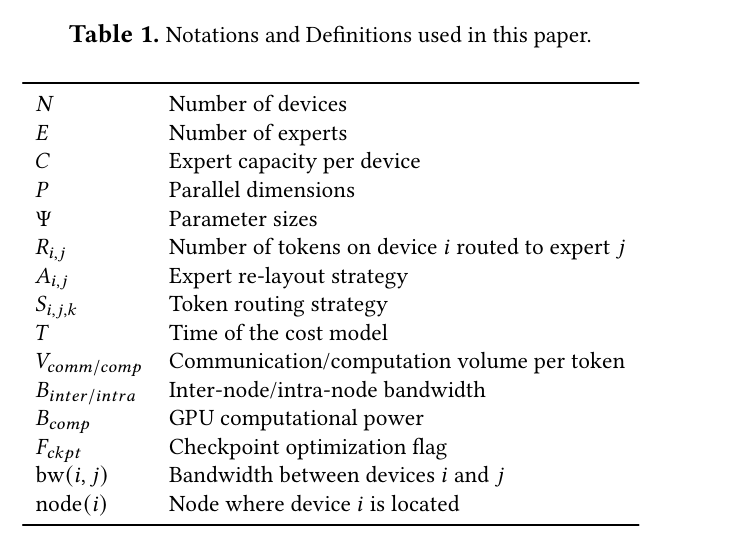 Table 1. Notations and Definitions used in this paper.
N Number of devices
E Number of experts
C Expert capacity per device
P Parallel dimensions
Ψ Parameter sizes
R_{i,j} Number of tokens on device i routed to expert j
A_{i,j} Expert re-layout strategy
S_{i,j,k} Token routing strategy
T Time of the cost model
V_{comm/comp} Communication/computation volume per token
B_{inter/intra} Inter-node/intra-node bandwidth
B_{comp} GPU computational power
F_{ckpt} Checkpoint optimization flag
bw(i, j) Bandwidth between devices i and j
node(i) Node where device i is located